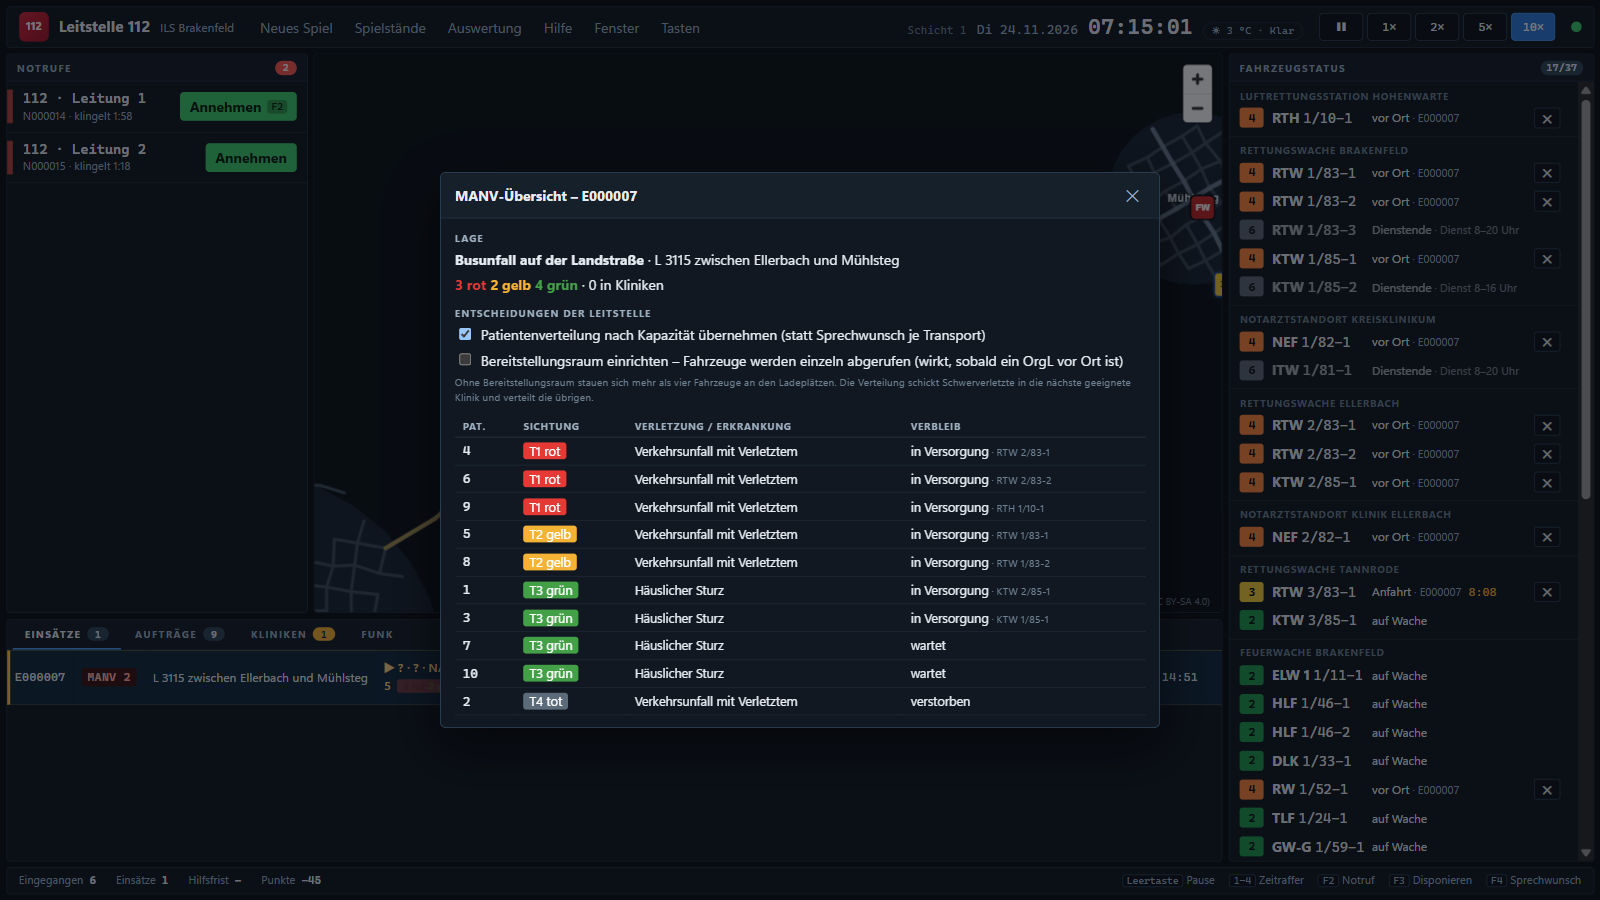 112 Leitstelle 112 ILS Brakenfeld Neues Spiel Spielstände Auswertung Hilfe Fenster Tasten Schicht 1 Di 24.11.2026 07:15:01 ☀ 3 °C · Klar 1× 2× 5× 10×
NOTRUFE 2
112 · Leitung 1
N000014 · klingelt 1:58
Annehmen F2
112 · Leitung 2
N000015 · klingelt 1:18
Annehmen
+
−
FW
BY-SA 4.0)
MANV-Übersicht – E000007
LAGE
Busunfall auf der Landstraße · L 3115 zwischen Ellerbach und Mühlsteg
3 rot 2 gelb 4 grün · 0 in Kliniken
ENTSCHEIDUNGEN DER LEITSTELLE
Patientenverteilung nach Kapazität übernehmen (statt Sprechwunsch je Transport)
Bereitstellungsraum einrichten – Fahrzeuge werden einzeln abgerufen (wirkt, sobald ein OrgL vor Ort ist)
Ohne Bereitstellungsraum stauen sich mehr als vier Fahrzeuge an den Ladeplätzen. Die Verteilung schickt Schwerverletzte in die nächste geeignete
Klinik und verteilt die übrigen.
PAT. SICHTUNG VERLETZUNG / ERKRANKUNG VERBLEIB
4 T1 rot Verkehrsunfall mit Verletztem in Versorgung · RTW 2/83-1
6 T1 rot Verkehrsunfall mit Verletztem in Versorgung · RTW 2/83-2
9 T1 rot Verkehrsunfall mit Verletztem in Versorgung · RTH 1/10-1
5 T2 gelb Verkehrsunfall mit Verletztem in Versorgung · RTW 1/83-1
8 T2 gelb Verkehrsunfall mit Verletztem in Versorgung · RTW 1/83-2
1 T3 grün Häuslicher Sturz in Versorgung · KTW 2/85-1
3 T3 grün Häuslicher Sturz in Versorgung · KTW 1/85-1
7 T3 grün Häuslicher Sturz wartet
10 T3 grün Häuslicher Sturz wartet
2 T4 tot Verkehrsunfall mit Verletztem verstorben
EINSÄTZE 1 AUFTRÄGE 9 KLINIKEN 1 FUNK
E000007 MANV 2 L 3115 zwischen Ellerbach und Mühlsteg ▶ ? · ? ·
5
14:51
FAHRZEUGSTATUS 17/37
LUFTRETTUNGSSTATION HOHENWARTE
4 RTH 1/10-1 vor Ort · E000007
RETTUNGSWACHE BRAKENFELD
4 RTW 1/83-1 vor Ort · E000007
4 RTW 1/83-2 vor Ort · E000007
6 RTW 1/83-3 Dienstende · Dienst 8–20 Uhr
4 KTW 1/85-1 vor Ort · E000007
6 KTW 1/85-2 Dienstende · Dienst 8–16 Uhr
NOTARZTSTANDORT KREISKLINIKUM
4 NEF 1/82-1 vor Ort · E000007
6 ITW 1/81-1 Dienstende · Dienst 8–20 Uhr
RETTUNGSWACHE ELLERBACH
4 RTW 2/83-1 vor Ort · E000007
4 RTW 2/83-2 vor Ort · E000007
4 KTW 2/85-1 vor Ort · E000007
NOTARZTSTANDORT KLINIK ELLERBACH
4 NEF 2/82-1 vor Ort · E000007
RETTUNGSWACHE TANNRODE
3 RTW 3/83-1 Anfahrt · E000007 8:08
2 KTW 3/85-1 auf Wache
FEUERWACHE BRAKENFELD
2 ELW 1 1/11-1 auf Wache
2 HLF 1/46-1 auf Wache
2 HLF 1/46-2 auf Wache
2 DLK 1/33-1 auf Wache
4 RW 1/52-1 vor Ort · E000007
2 TLF 1/24-1 auf Wache
2 GW-G 1/59-1 auf Wache
Eingegangen 6 Einsätze 1 Hilfsfrist – Punkte −45 Leertaste Pause 1–4 Zeitraffer F2 Notruf F3 Disponieren F4 Sprechwunsch